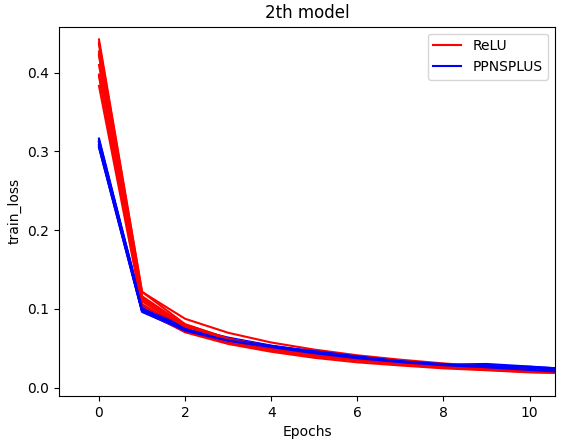 2th model
ReLU
PPNSPLUS
train_loss
0.4
0.3
0.2
0.1
0.0
0 2 4 6 8 10
Epochs